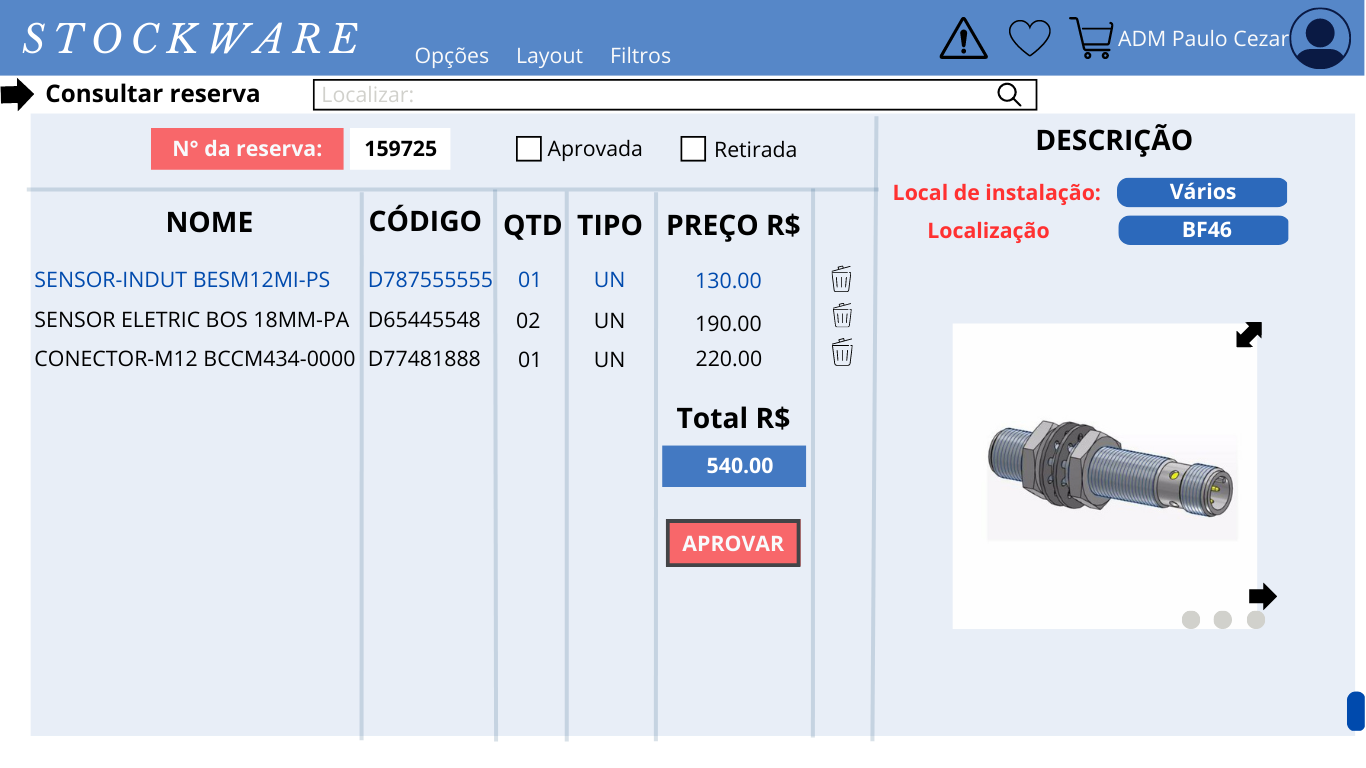 STOCKWARE
Opções Layout Filtros
ADM Paulo Cezar
Consultar reserva
Localizar:
N° da reserva: 159725
Aprovada
Retirada
NOME CÓDIGO QTD TIPO PREÇO R$
SENSOR-INDUT BESM12MI-PS D787555555 01 UN 130.00
SENSOR ELETRIC BOS 18MM-PA D65445548 02 UN 190.00
CONECTOR-M12 BCCM434-0000 D77481888 01 UN 220.00
Total R$
540.00
APROVAR
DESCRIÇÃO
Local de instalação: Vários
Localização BF46